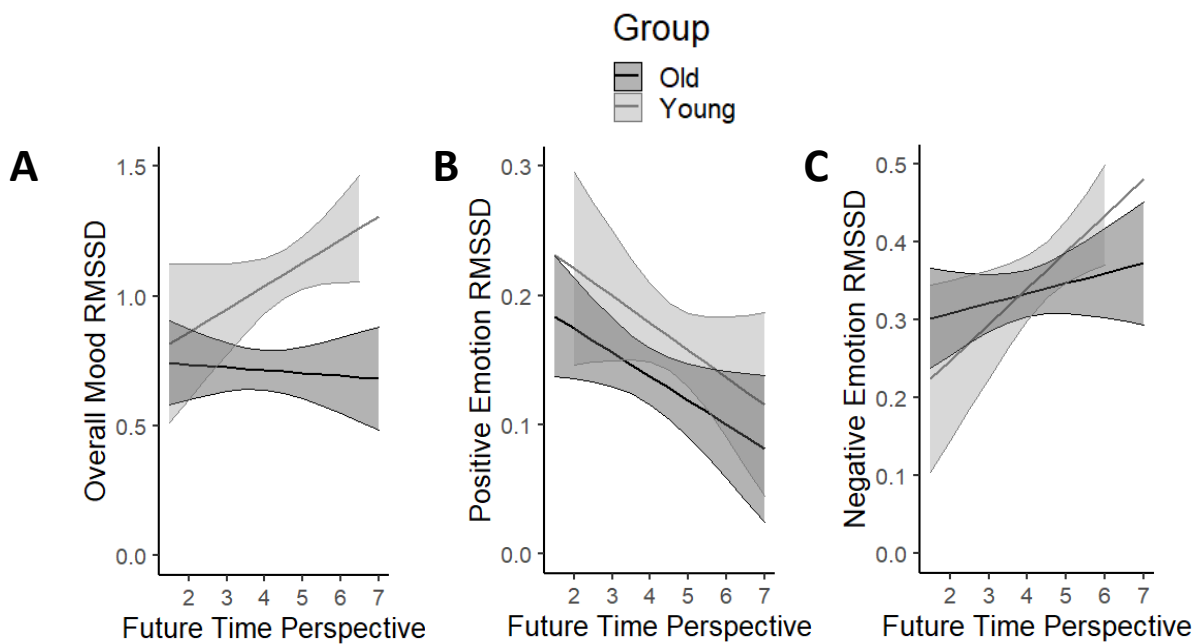 Group
Old
Young
A
Overall Mood RMSSD
1.5
1.0
0.5
0.0
2 3 4 5 6 7
Future Time Perspective
B
Positive Emotion RMSSD
0.3
0.2
0.1
0.0
2 3 4 5 6 7
Future Time Perspective
C
Negative Emotion RMSSD
0.5
0.4
0.3
0.2
0.1
0.0
2 3 4 5 6 7
Future Time Perspective